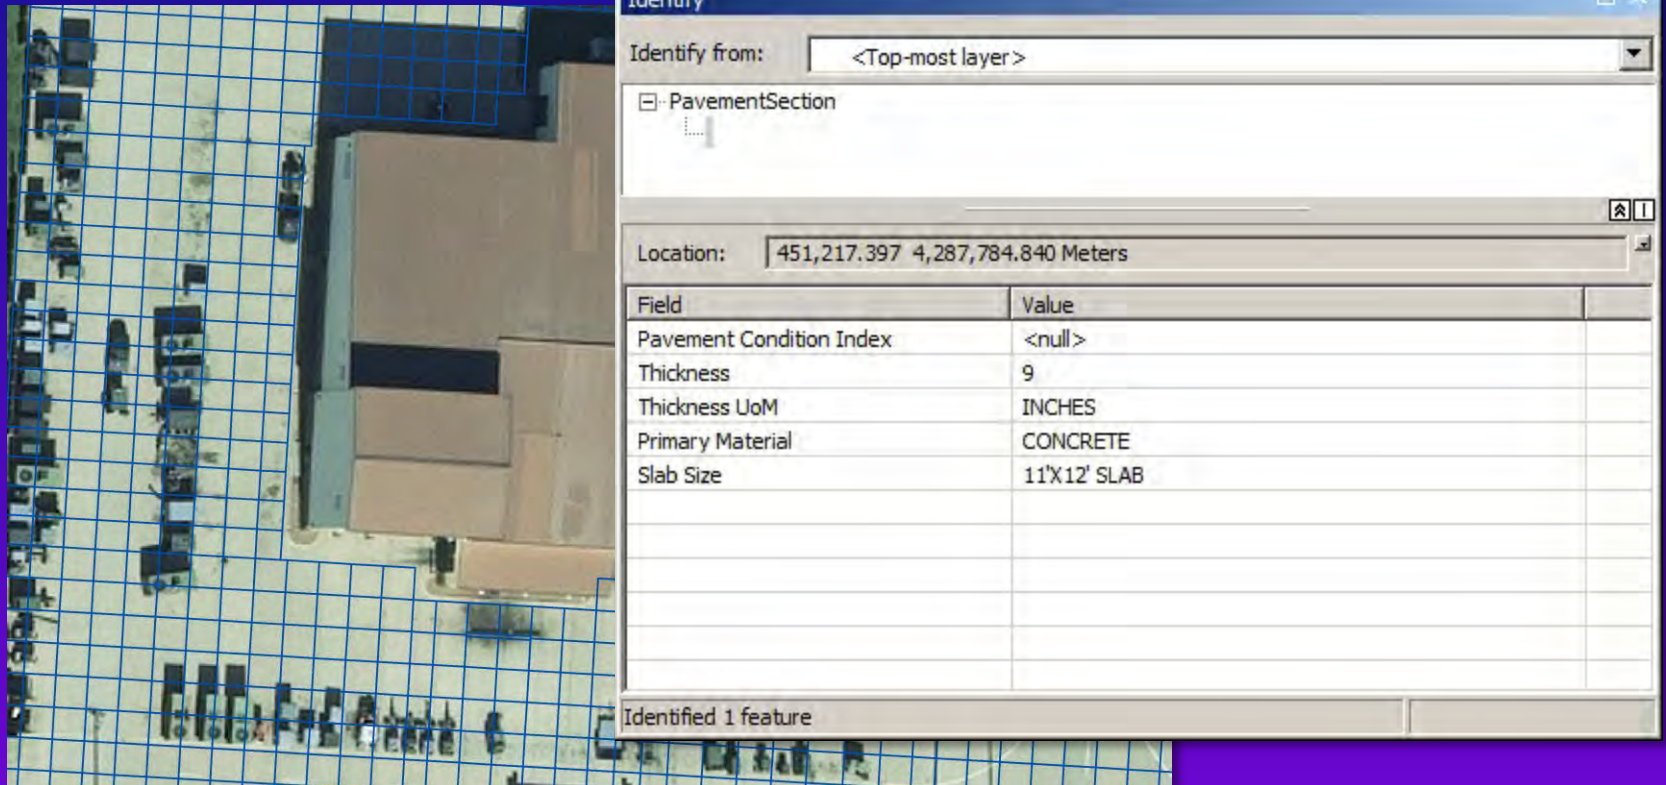 Identify
Identify from: <Top-most layer>
PavementSection
Location: 451,217.397 4,287,784.840 Meters
Field Value
Pavement Condition Index <null>
Thickness 9
Thickness UoM INCHES
Primary Material CONCRETE
Slab Size 11'X12' SLAB
Identified 1 feature